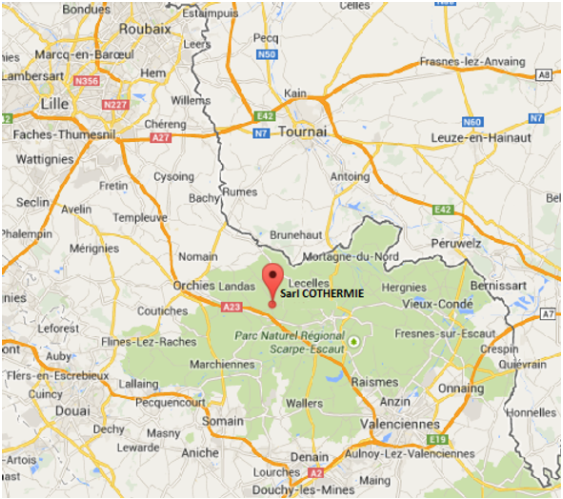 Bondues
Estaimpuis
Celles
Roubaix
Pecq
Leers
N50
Marcq-en-Barœul
Frasnes-lez-Anvaing
Lambersart
N356
Hem
A8
Lille
N227
Willems
Kain
E42
N60
N7
Chéreng
N7
Tournai
Faches-Thumesnil
A27
Leuze-en-Hainaut
Wattignies
Cysoing
Antoing
Fretin
Bachy
Rumes
Seclin
Avelin
Templeuve
E42
Phalempin
Brunehaut
Péruwelz
Mérignies
Nomain
Mortagne-du-Nord
Orchies
Landas
Lecelles
Hergnies
Bernissart
Sarl COTHERMIE
Vieux-Condé
A23
A7
Coutiches
Leforest
Parc Naturel Régional
Scarpe-Escaut
Fresnes-sur-Escaut
Flines-Lez-Raches
Crespin
Auby
Marchiennes
Quiévrain
Flers-en-Escrebieux
Lallaing
Raismes
Onnaing
Cuincy
Pecquencourt
Wallers
Anzin
Douai
Honnelles
Somain
Valenciennes
Dechy
Masny
E19
Lewarde
Aniche
Denain
Aulnoy-Lez-Valenciennes
Lourches
A2
Maing
Douchy-les-Mines